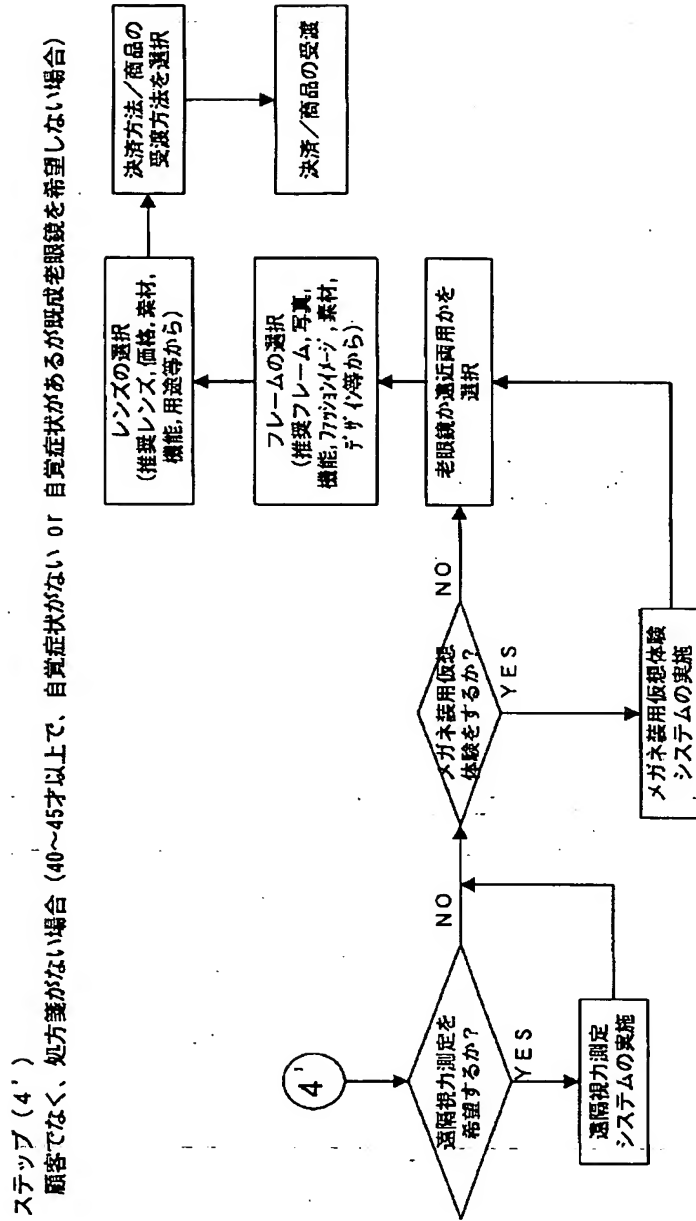 ステップ（4'）
顧客でなく、処方箋がない場合（40～45才以上で、自覚症状がない or 自覚症状があるが既成老眼鏡を希望しない場合）
4'
遠隔視力測定を
希望するか？
YES
NO
遠隔視力測定
システムの実施
メガネ装用仮想
体験をするか？
YES
NO
メガネ装用仮想体験
システムの実施
老眼鏡か遠近両用かを
選択
フレームの選択
(推奨フレーム,写真,
機能,ファッションイメージ,素材,
デザイン等から)
レンズの選択
(推奨レンズ,価格,素材,
機能,用途等から)
決済方法／商品の
受渡方法を選択
決済／商品の受渡